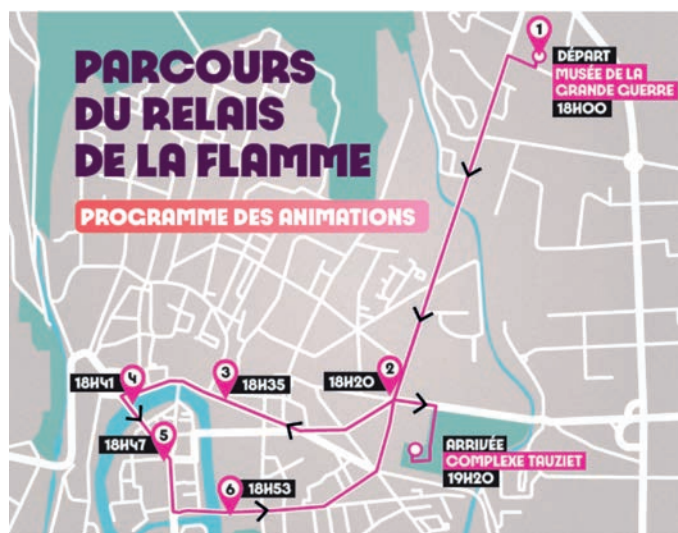 PARCOURS
DU RELAIS
DE LA FLAMME
PROGRAMME DES ANIMATIONS
1
DÉPART
MUSÉE DE LA
GRANDE GUERRE
18H00
2
18H20
3
18H35
4
18H41
5
18H47
6
18H53
ARRIVÉE
COMPLEXE TAUZIET
19H20